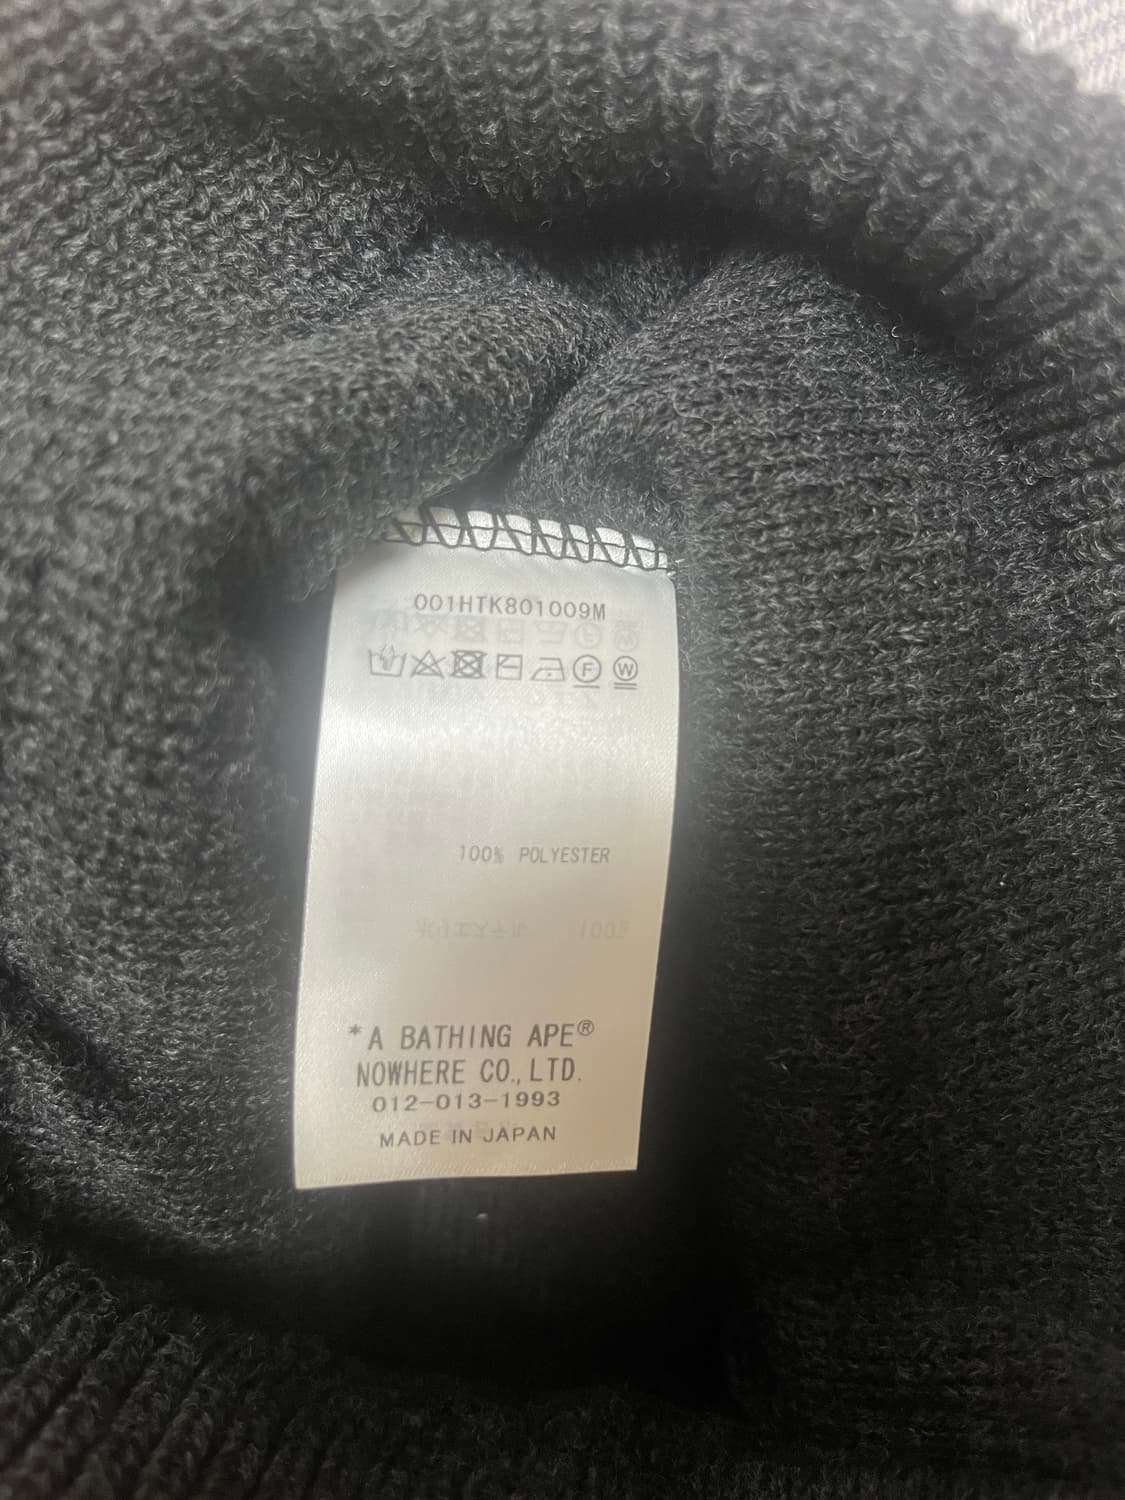 001HTK801009M
F W
100% POLYESTER
*A BATHING APE®
NOWHERE CO., LTD.
012-013-1993
MADE IN JAPAN